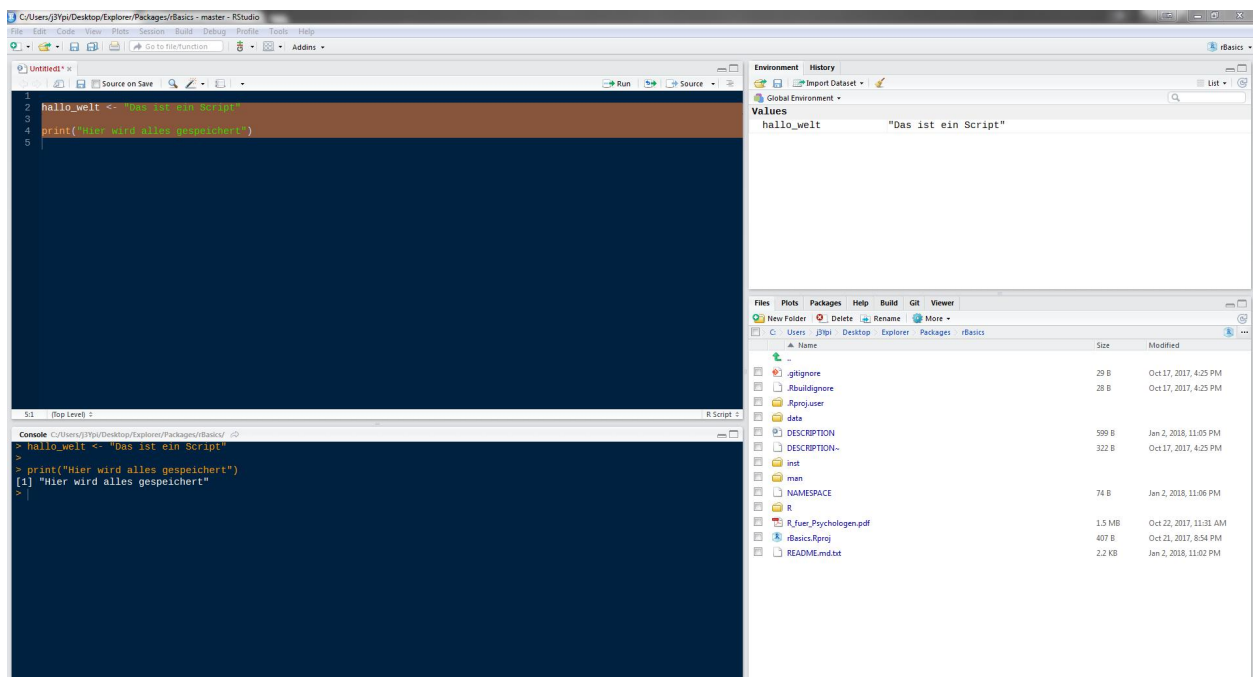 C:/Users/j3Ypi/Desktop/Explorer/Packages/rBasics - master - RStudio
File Edit Code View Plots Session Build Debug Profile Tools Help
Go to file/function Addins rBasics
Untitled1*
Source on Save Run Source
1
2 hallo_welt <- "Das ist ein Script"
3
4 print("Hier wird alles gespeichert")
5
5:1 (Top Level) R Script
Console C:/Users/j3Ypi/Desktop/Explorer/Packages/rBasics/
> hallo_welt <- "Das ist ein Script"
>
> print("Hier wird alles gespeichert")
[1] "Hier wird alles gespeichert"
>
Environment History
Import Dataset List
Global Environment
Values
hallo_welt "Das ist ein Script"
Files Plots Packages Help Build Git Viewer
New Folder Delete Rename More
C: Users j3Ypi Desktop Explorer Packages rBasics
Name Size Modified
..
.gitignore 29 B Oct 17, 2017, 4:25 PM
.Rbuildignore 28 B Oct 17, 2017, 4:25 PM
.Rproj.user
data
DESCRIPTION 599 B Jan 2, 2018, 11:05 PM
DESCRIPTION~ 322 B Oct 17, 2017, 4:25 PM
inst
man
NAMESPACE 74 B Jan 2, 2018, 11:06 PM
R
R_fuer_Psychologen.pdf 1.5 MB Oct 22, 2017, 11:31 AM
rBasics.Rproj 407 B Oct 21, 2017, 8:54 PM
README.md.txt 2.2 KB Jan 2, 2018, 11:02 PM